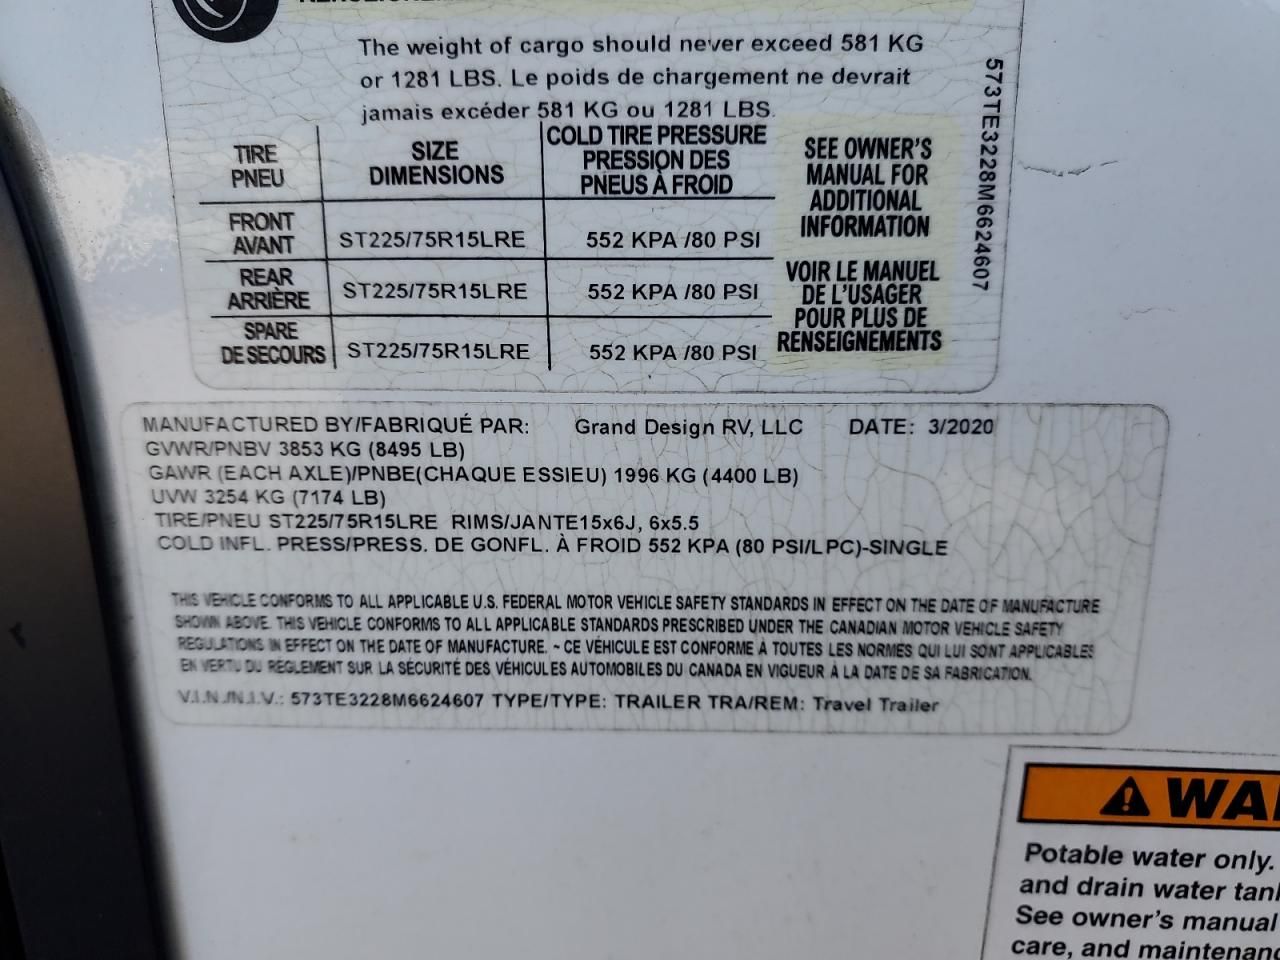 The weight of cargo should never exceed 581 KG
or 1281 LBS. Le poids de chargement ne devrait
jamais excéder 581 KG ou 1281 LBS.
TIRE
PNEU
SIZE
DIMENSIONS
COLD TIRE PRESSURE
PRESSION DES
PNEUS À FROID
FRONT
AVANT
ST225/75R15LRE
552 KPA /80 PSI
REAR
ARRIÈRE
ST225/75R15LRE
552 KPA /80 PSI
SPARE
DE SECOURS
ST225/75R15LRE
552 KPA /80 PSI
SEE OWNER'S
MANUAL FOR
ADDITIONAL
INFORMATION
VOIR LE MANUEL
DE L'USAGER
POUR PLUS DE
RENSEIGNEMENTS
573TE3228M6624607
MANUFACTURED BY/FABRIQUÉ PAR: Grand Design RV, LLC DATE: 3/2020
GVWR/PNBV 3853 KG (8495 LB)
GAWR (EACH AXLE)/PNBE(CHAQUE ESSIEU) 1996 KG (4400 LB)
UVW 3254 KG (7174 LB)
TIRE/PNEU ST225/75R15LRE RIMS/JANTE15x6J, 6x5.5
COLD INFL. PRESS/PRESS. DE GONFL. À FROID 552 KPA (80 PSI/LPC)-SINGLE
THIS VEHICLE CONFORMS TO ALL APPLICABLE U.S. FEDERAL MOTOR VEHICLE SAFETY STANDARDS IN EFFECT ON THE DATE OF MANUFACTURE
SHOWN ABOVE. THIS VEHICLE CONFORMS TO ALL APPLICABLE STANDARDS PRESCRIBED UNDER THE CANADIAN MOTOR VEHICLE SAFETY
REGULATIONS IN EFFECT ON THE DATE OF MANUFACTURE. ~ CE VÉHICULE EST CONFORME À TOUTES LES NORMES QUI LUI SONT APPLICABLES
EN VERTU DU RÈGLEMENT SUR LA SÉCURITÉ DES VÉHICULES AUTOMOBILES DU CANADA EN VIGUEUR À LA DATE DE SA FABRICATION.
V.I.N./N.I.V.: 573TE3228M6624607 TYPE/TYPE: TRAILER TRA/REM: Travel Trailer
WA
Potable water only.
and drain water tan
See owner's manual
care, and maintenan